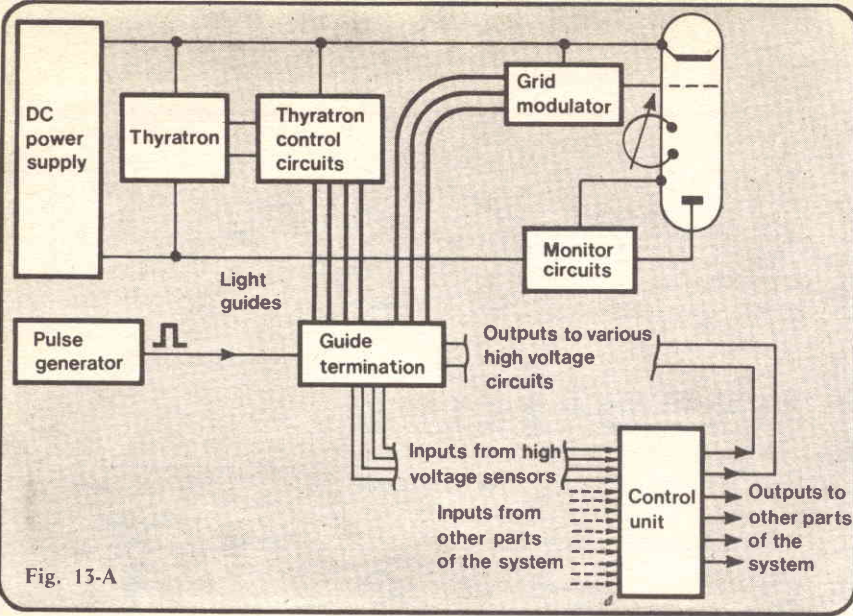 DC
power
supply
Thyratron
Thyratron
control
circuits
Grid
modulator
Monitor
circuits
Light
guides
Pulse
generator
Guide
termination
Outputs to various
high voltage
circuits
Inputs from high
voltage sensors
Inputs from
other parts
of the system
Control
unit
Outputs to
other parts
of the
system
Fig. 13-A